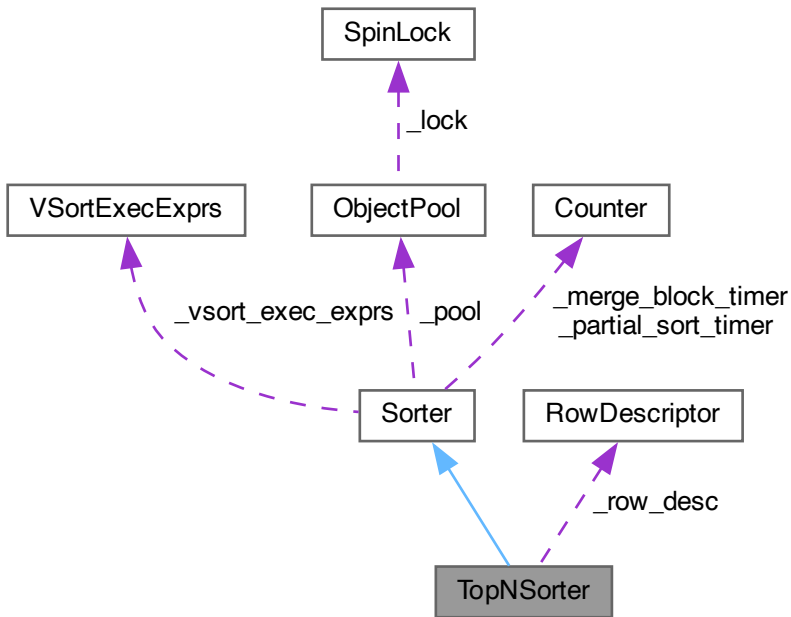 SpinLock
_lock
VSortExecExprs
ObjectPool
Counter
_vsort_exec_exprs
_pool
_merge_block_timer
_partial_sort_timer
Sorter
RowDescriptor
_row_desc
TopNSorter